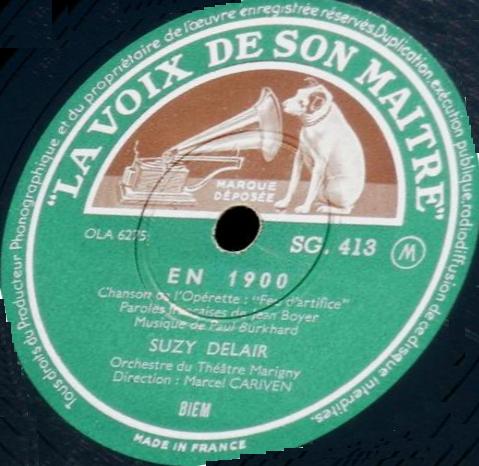 Tous droits du Producteur Phonographique et du propriétaire de l'œuvre enregistrée réservés. Duplication, exécution publique, radiodiffusion de ce disque interdites.
"LA VOIX DE SON MAITRE"
MARQUE
DÉPOSÉE
OLA 6275
SG. 413 M
EN 1900
Chanson de l'Opérette : "Feu d'artifice"
Paroles françaises de Jean Boyer
Musique de Paul Burkhard
SUZY DELAIR
Orchestre du Théâtre Marigny
Direction : Marcel CARIVEN
BIEM
MADE IN FRANCE